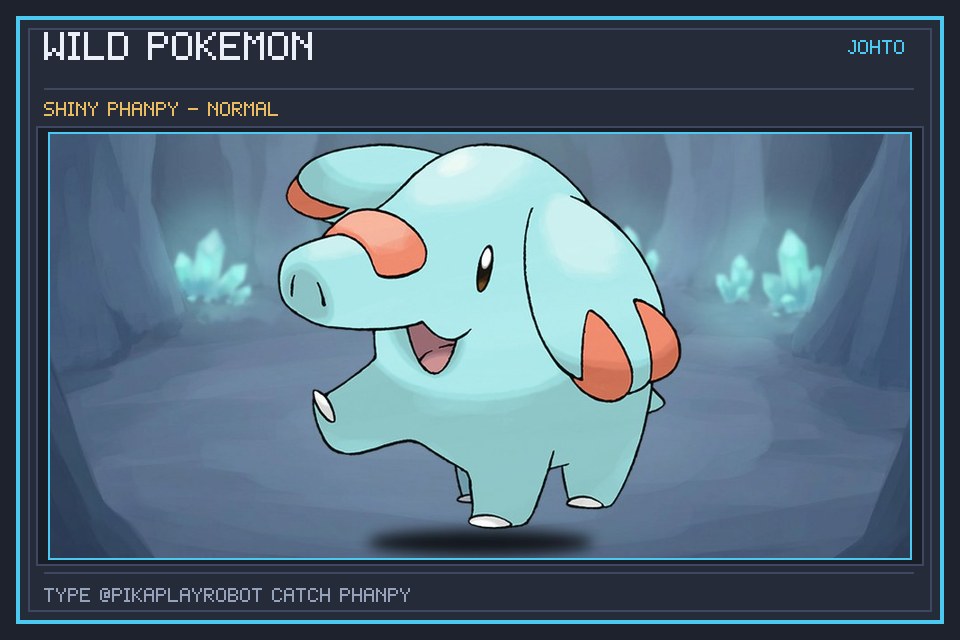 WILD POKEMON
JOHTO
SHINY PHANPY - NORMAL
TYPE @PIKAPLAYROBOT CATCH PHANPY